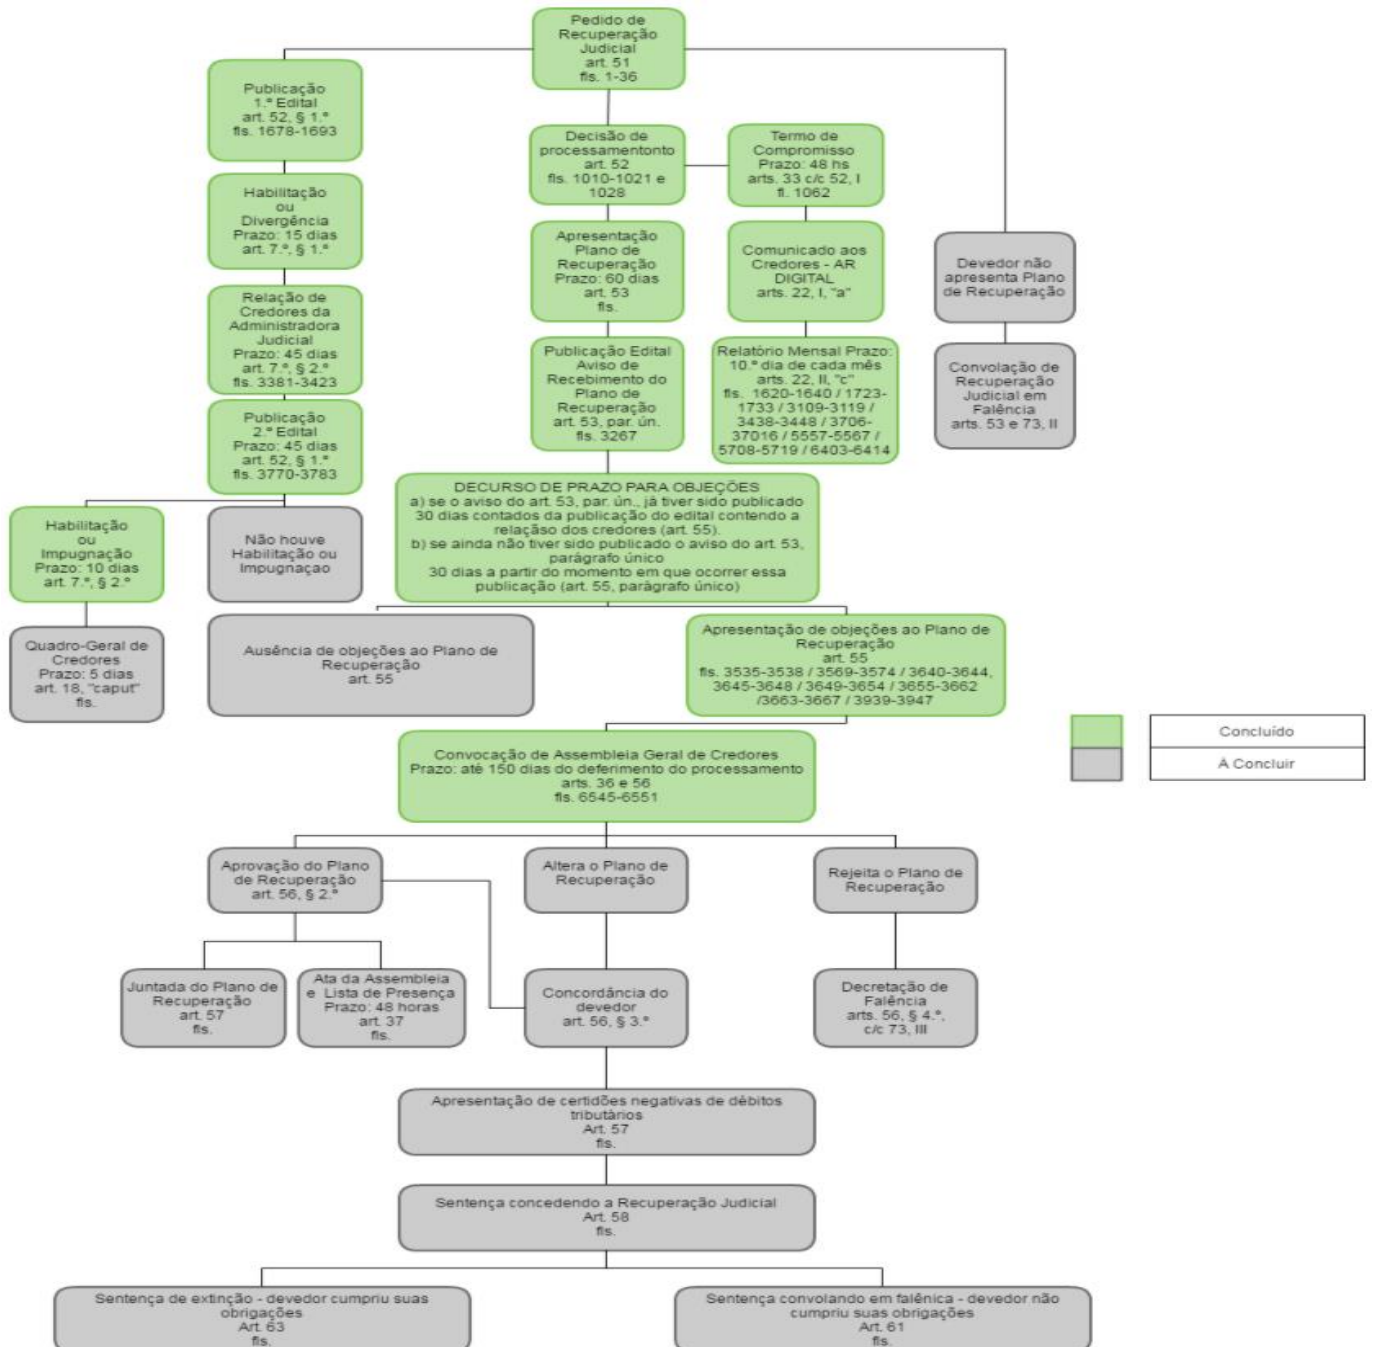 Pedido de
Recuperação
Judicial
art. 51
fls. 1-36
Publicação
1.º Edital
art. 52, § 1.º
fls. 1678-1693
Decisão de
processamentonto
art. 52
fls. 1010-1021 e
1028
Termo de
Compromisso
Prazo: 48 hs
arts. 33 c/c 52, I
fl. 1062
Habilitação
ou
Divergência
Prazo: 15 dias
art. 7.º, § 1.º
Apresentação
Plano de
Recuperação
Prazo: 60 dias
art. 53
fls.
Comunicado aos
Credores - AR
DIGITAL
arts. 22, I, "a"
Devedor não
apresenta Plano
de Recuperação
Relação de
Credores da
Administradora
Judicial
Prazo: 45 dias
art. 7.º, § 2.º
fls. 3381-3423
Publicação Edital
Aviso de
Recebimento do
Plano de
Recuperação
art. 53, par. ún.
fls. 3267
Relatório Mensal Prazo:
10.º dia de cada mês
arts. 22, II, "c"
fls.  1620-1640 / 1723-
1733 / 3109-3119 /
3438-3448 / 3706-
37016 / 5557-5567 /
5708-5719 / 6403-6414
Convolação de
Recuperação
Judicial em
Falência
arts. 53 e 73, II
Publicação
2.º Edital
Prazo: 45 dias
art. 52, § 1.º
fls. 3770-3783
DECURSO DE PRAZO PARA OBJEÇÕES
a) se o aviso do art. 53, par. ún., já tiver sido publicado
30 dias contados da publicação do edital contendo a
relaçãso dos credores (art. 55).
b) se ainda não tiver sido publicado o aviso do art. 53,
parágrafo único
30 dias a partir do momento em que ocorrer essa
publicação (art. 55, parágrafo único)
Habilitação
ou
Impugnação
Prazo: 10 dias
art. 7.º, § 2.º
Não houve
Habilitação ou
Impugnaçao
Quadro-Geral de
Credores
Prazo: 5 dias
art. 18, "caput"
fls.
Ausência de objeções ao Plano de
Recuperação
art. 55
Apresentação de objeções ao Plano de
Recuperação
art. 55
fls. 3535-3538 / 3569-3574 / 3640-3644,
3645-3648 / 3649-3654 / 3655-3662
/3663-3667 / 3939-3947
Concluído
À Concluir
Convocação de Assembleia Geral de Credores
Prazo: até 150 dias do deferimento do processamento
arts. 36 e 56
fls. 6545-6551
Aprovação do Plano
de Recuperação
art. 56, § 2.º
Altera o Plano de
Recuperação
Rejeita o Plano de
Recuperação
Juntada do Plano de
Recuperação
art. 57
fls.
Ata da Assembleia
e  Lista de Presença
Prazo: 48 horas
art. 37
fls.
Concordância do
devedor
art. 56, § 3.º
Decretação de
Falência
arts. 56, § 4.º,
c/c 73, III
Apresentação de certidões negativas de débitos
tributários
Art. 57
fls.
Sentença concedendo a Recuperação Judicial
Art. 58
fls.
Sentença de extinção - devedor cumpriu suas
obrigações
Art. 63
fls.
Sentença convolando em falênica - devedor não
cumpriu suas obrigações
Art. 61
fls.